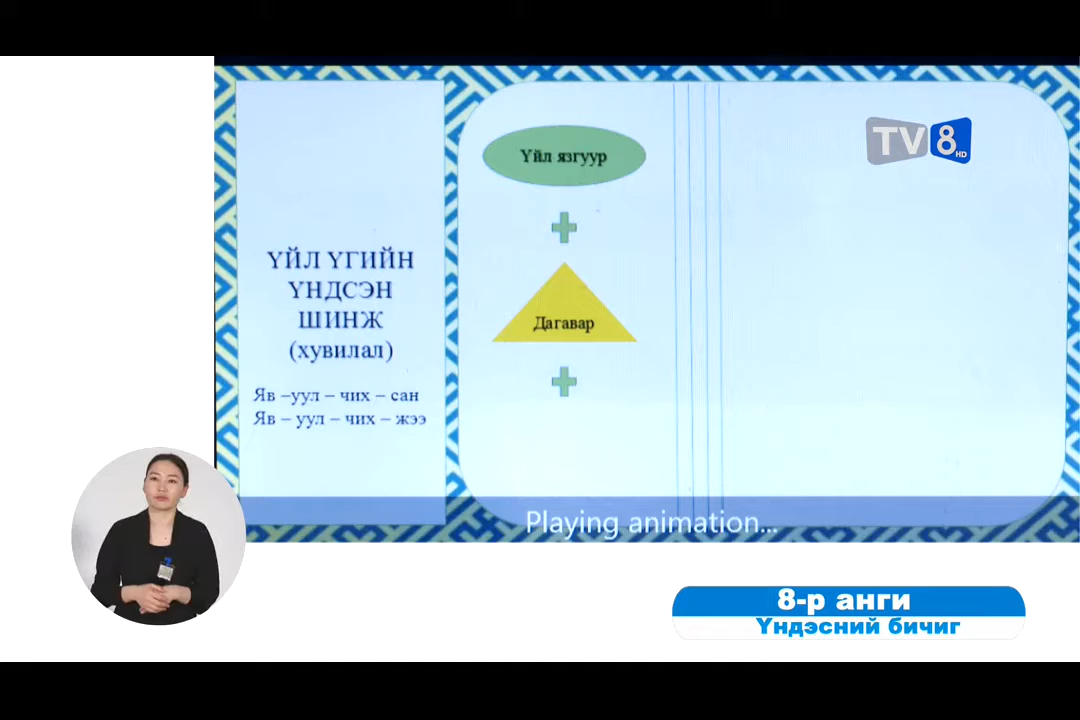 TV8 HD
Үйл язгуур
Дагавар
ҮЙЛ ҮГИЙН
ҮНДСЭН
ШИНЖ
(хувилал)
Яв –уул – чих – сан
Яв – уул – чих – жээ
Playing animation...
8-р анги
Үндэсний бичиг